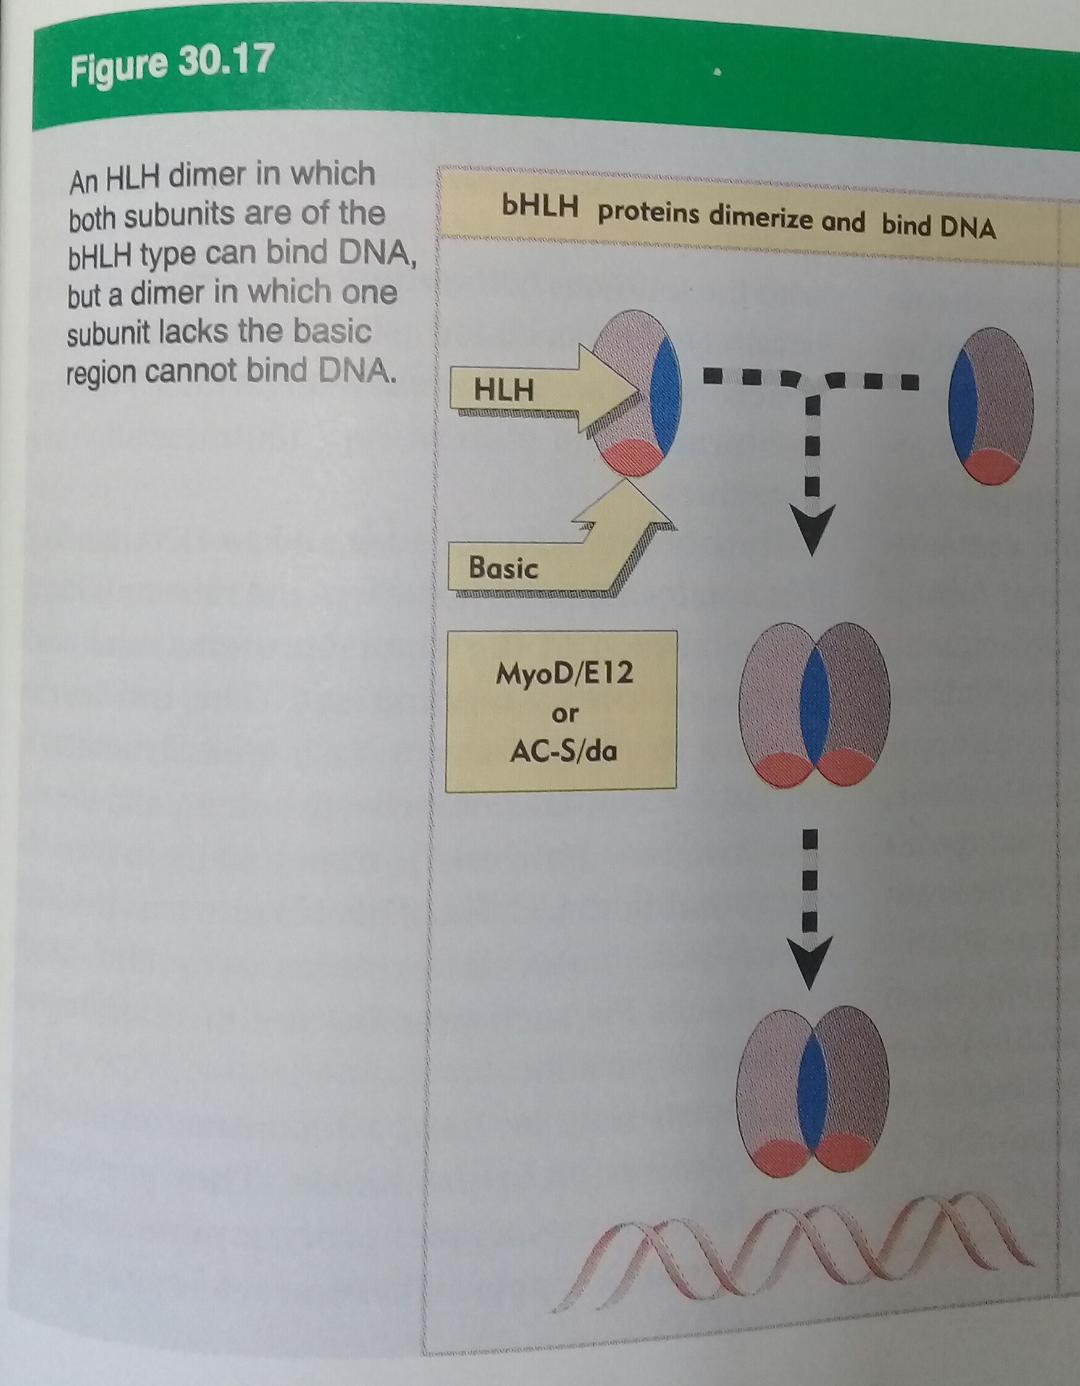 Figure 30.17
An HLH dimer in which
both subunits are of the
bHLH type can bind DNA,
but a dimer in which one
subunit lacks the basic
region cannot bind DNA.
bHLH proteins dimerize and bind DNA
HLH
Basic
MyoD/E12
or
AC-S/da